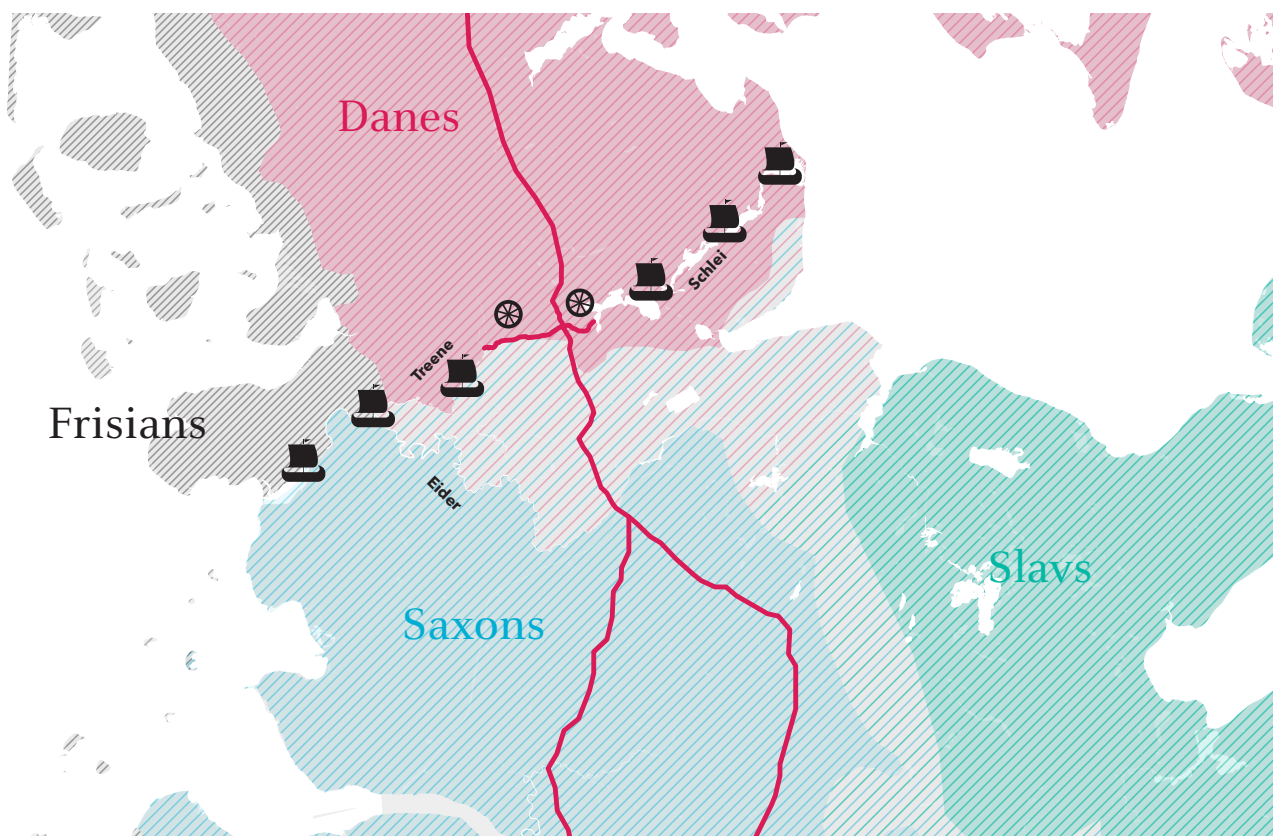 Danes
Schlei
Treene
Frisians
Eider
Slavs
Saxons